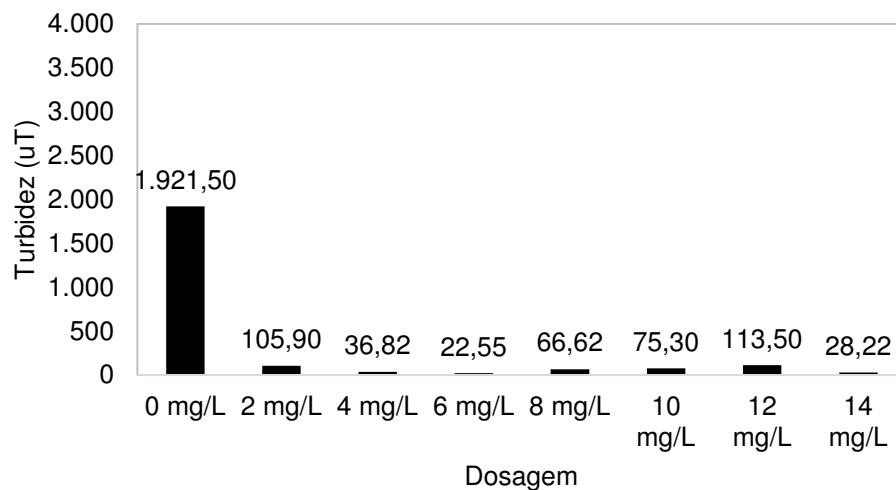 4.000
3.500
3.000
2.500
2.000
1.500
1.000
500
0
Turbidez (uT)
1.921,50
105,90
36,82
22,55
66,62
75,30
113,50
28,22
0 mg/L
2 mg/L
4 mg/L
6 mg/L
8 mg/L
10
mg/L
12
mg/L
14
mg/L
Dosagem